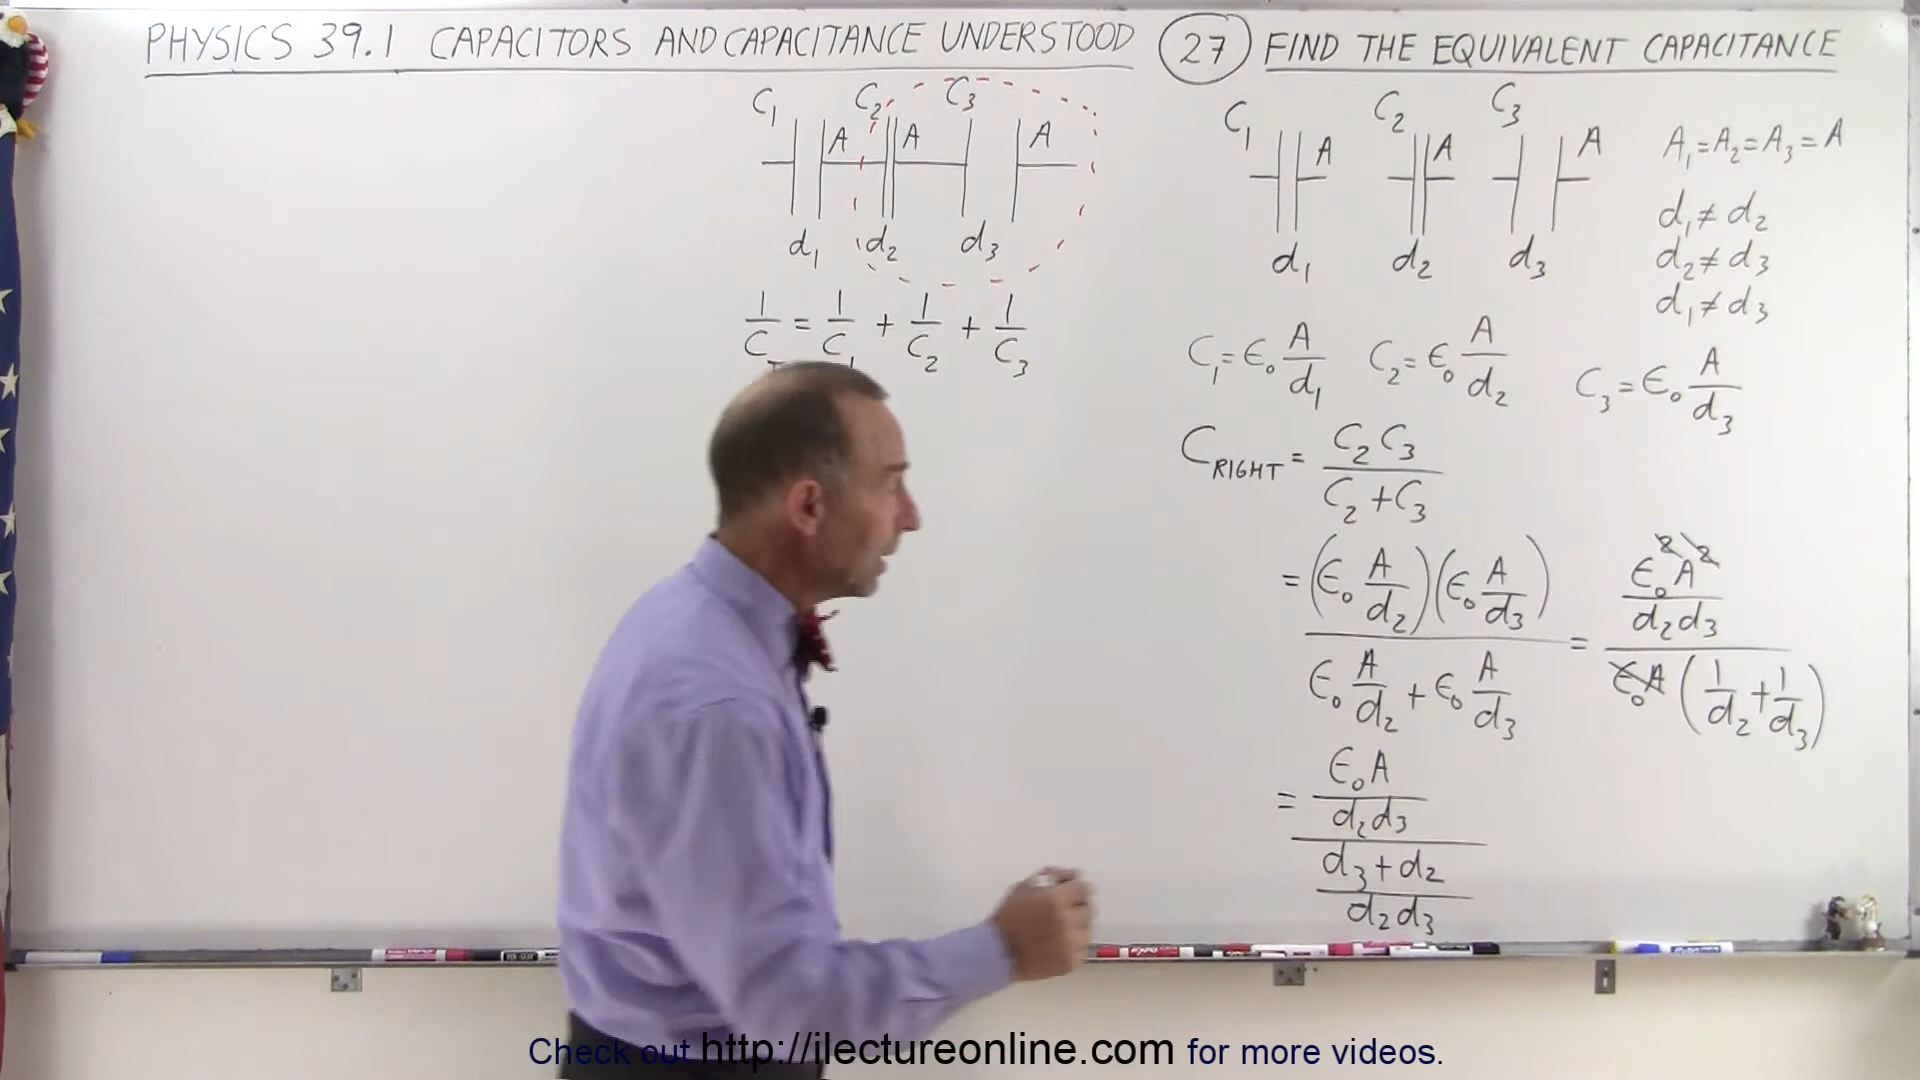 PHYSICS 39.1 CAPACITORS AND CAPACITANCE UNDERSTOOD (27) FIND THE EQUIVALENT CAPACITANCE
C₁ C₂ C₃
A A A
d₁ d₂ d₃
1/C_T = 1/C₁ + 1/C₂ + 1/C₃
C₁ C₂ C₃
A A A
d₁ d₂ d₃
A₁=A₂=A₃=A
d₁≠d₂
d₂≠d₃
d₁≠d₃
C₁=ϵ₀ A/d₁ C₂=ϵ₀ A/d₂ C₃=ϵ₀ A/d₃
C_RIGHT = C₂C₃/(C₂+C₃)
= (ϵ₀ A/d₂)(ϵ₀ A/d₃) / (ϵ₀ A/d₂ + ϵ₀ A/d₃) = (ϵ₀²A²/d₂d₃) / (ϵ₀A (1/d₂ + 1/d₃))
= (ϵ₀A/d₂d₃) / ((d₃+d₂)/d₂d₃)
Check out http://ilectureonline.com for more videos.